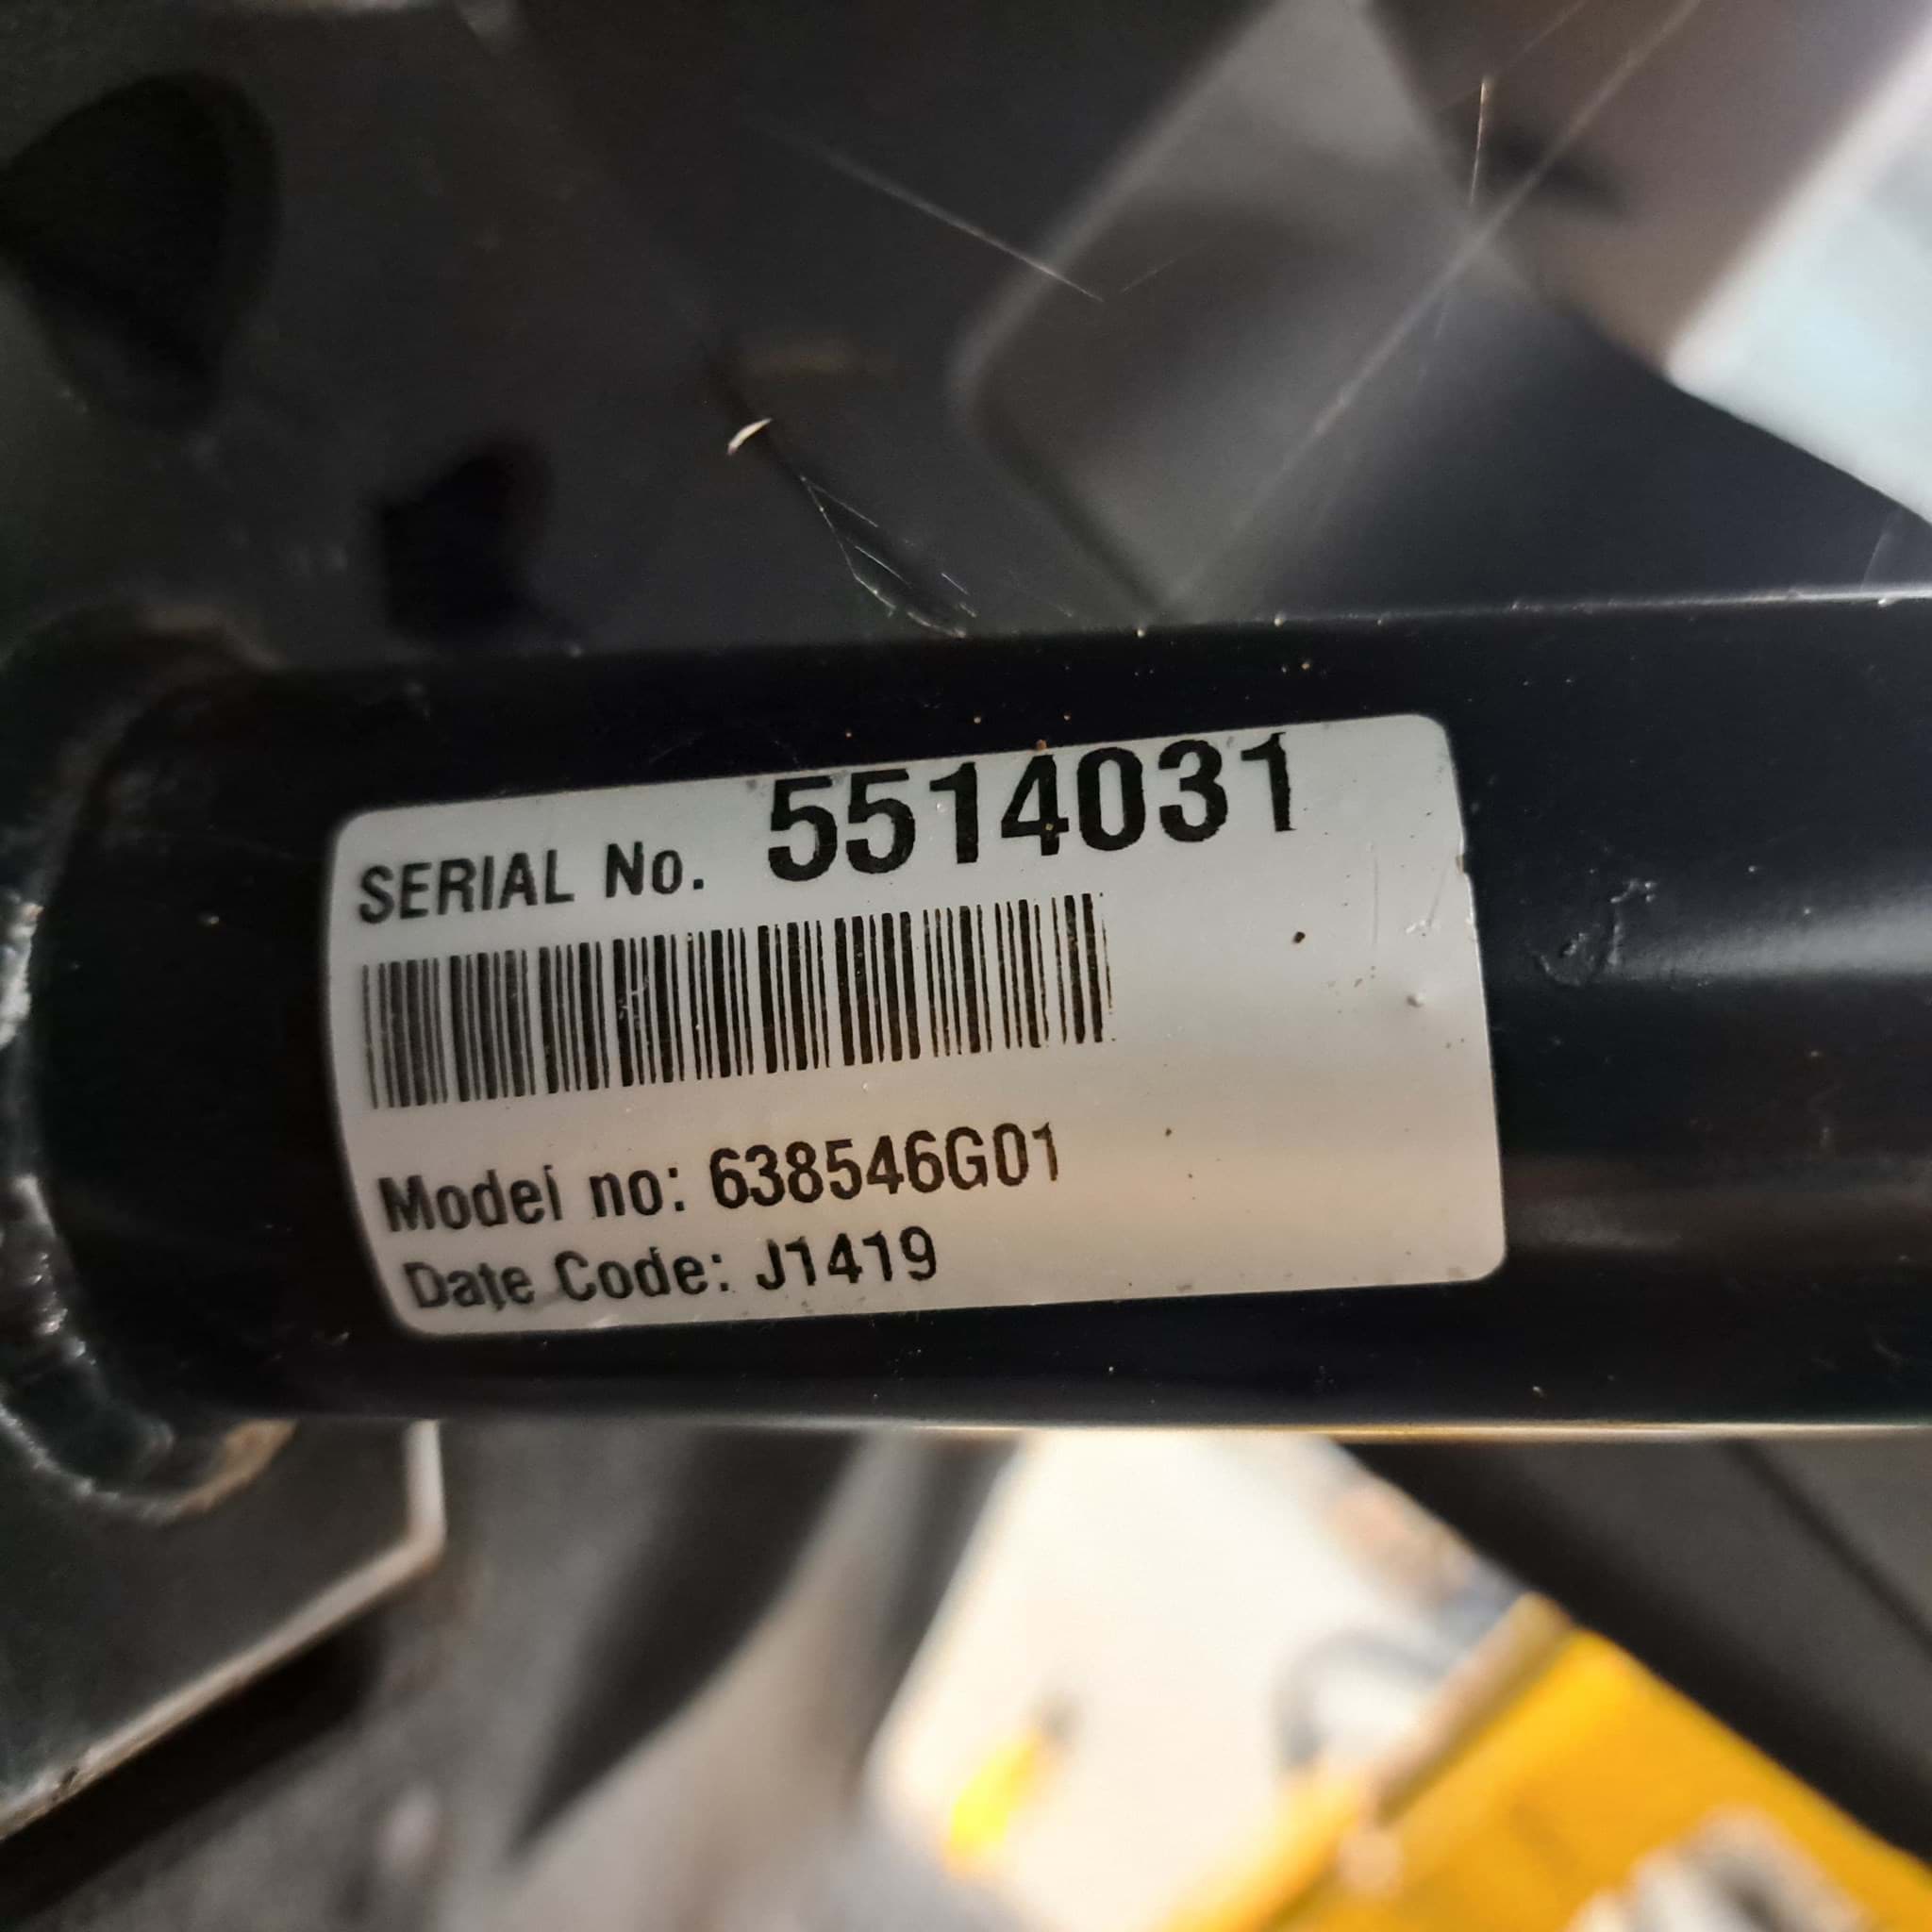 SERIAL No. 5514031
Model no: 638546G01
Date Code: J1419